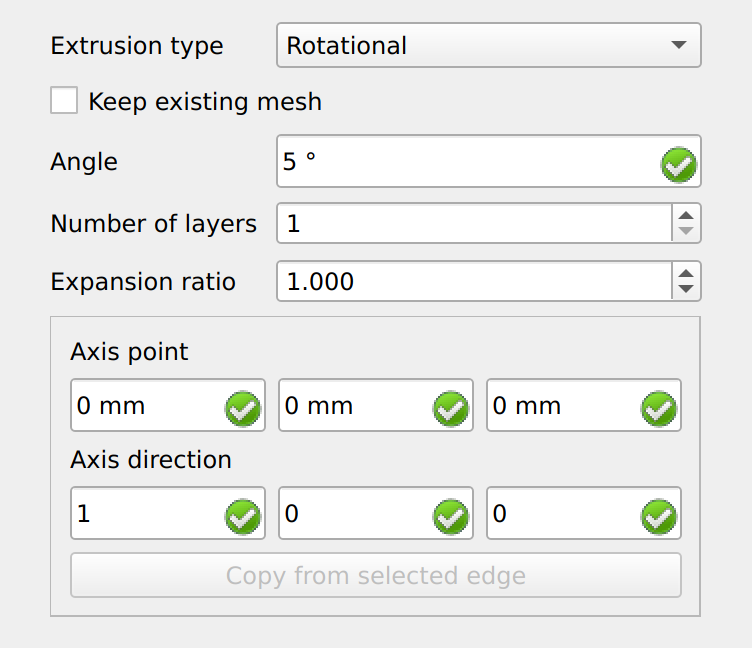 Extrusion type Rotational
Keep existing mesh
Angle 5 °
Number of layers 1
Expansion ratio 1.000
Axis point
0 mm 0 mm 0 mm
Axis direction
1 0 0
Copy from selected edge